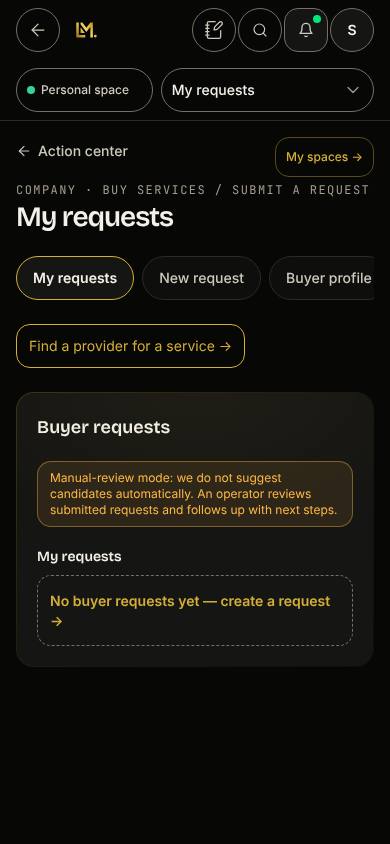 LM.
S
Personal space
My requests
← Action center
My spaces →
COMPANY · BUY SERVICES / SUBMIT A REQUEST
My requests
My requests
New request
Buyer profile
Find a provider for a service →
Buyer requests
Manual-review mode: we do not suggest
candidates automatically. An operator reviews
submitted requests and follows up with next steps.
My requests
No buyer requests yet — create a request
→